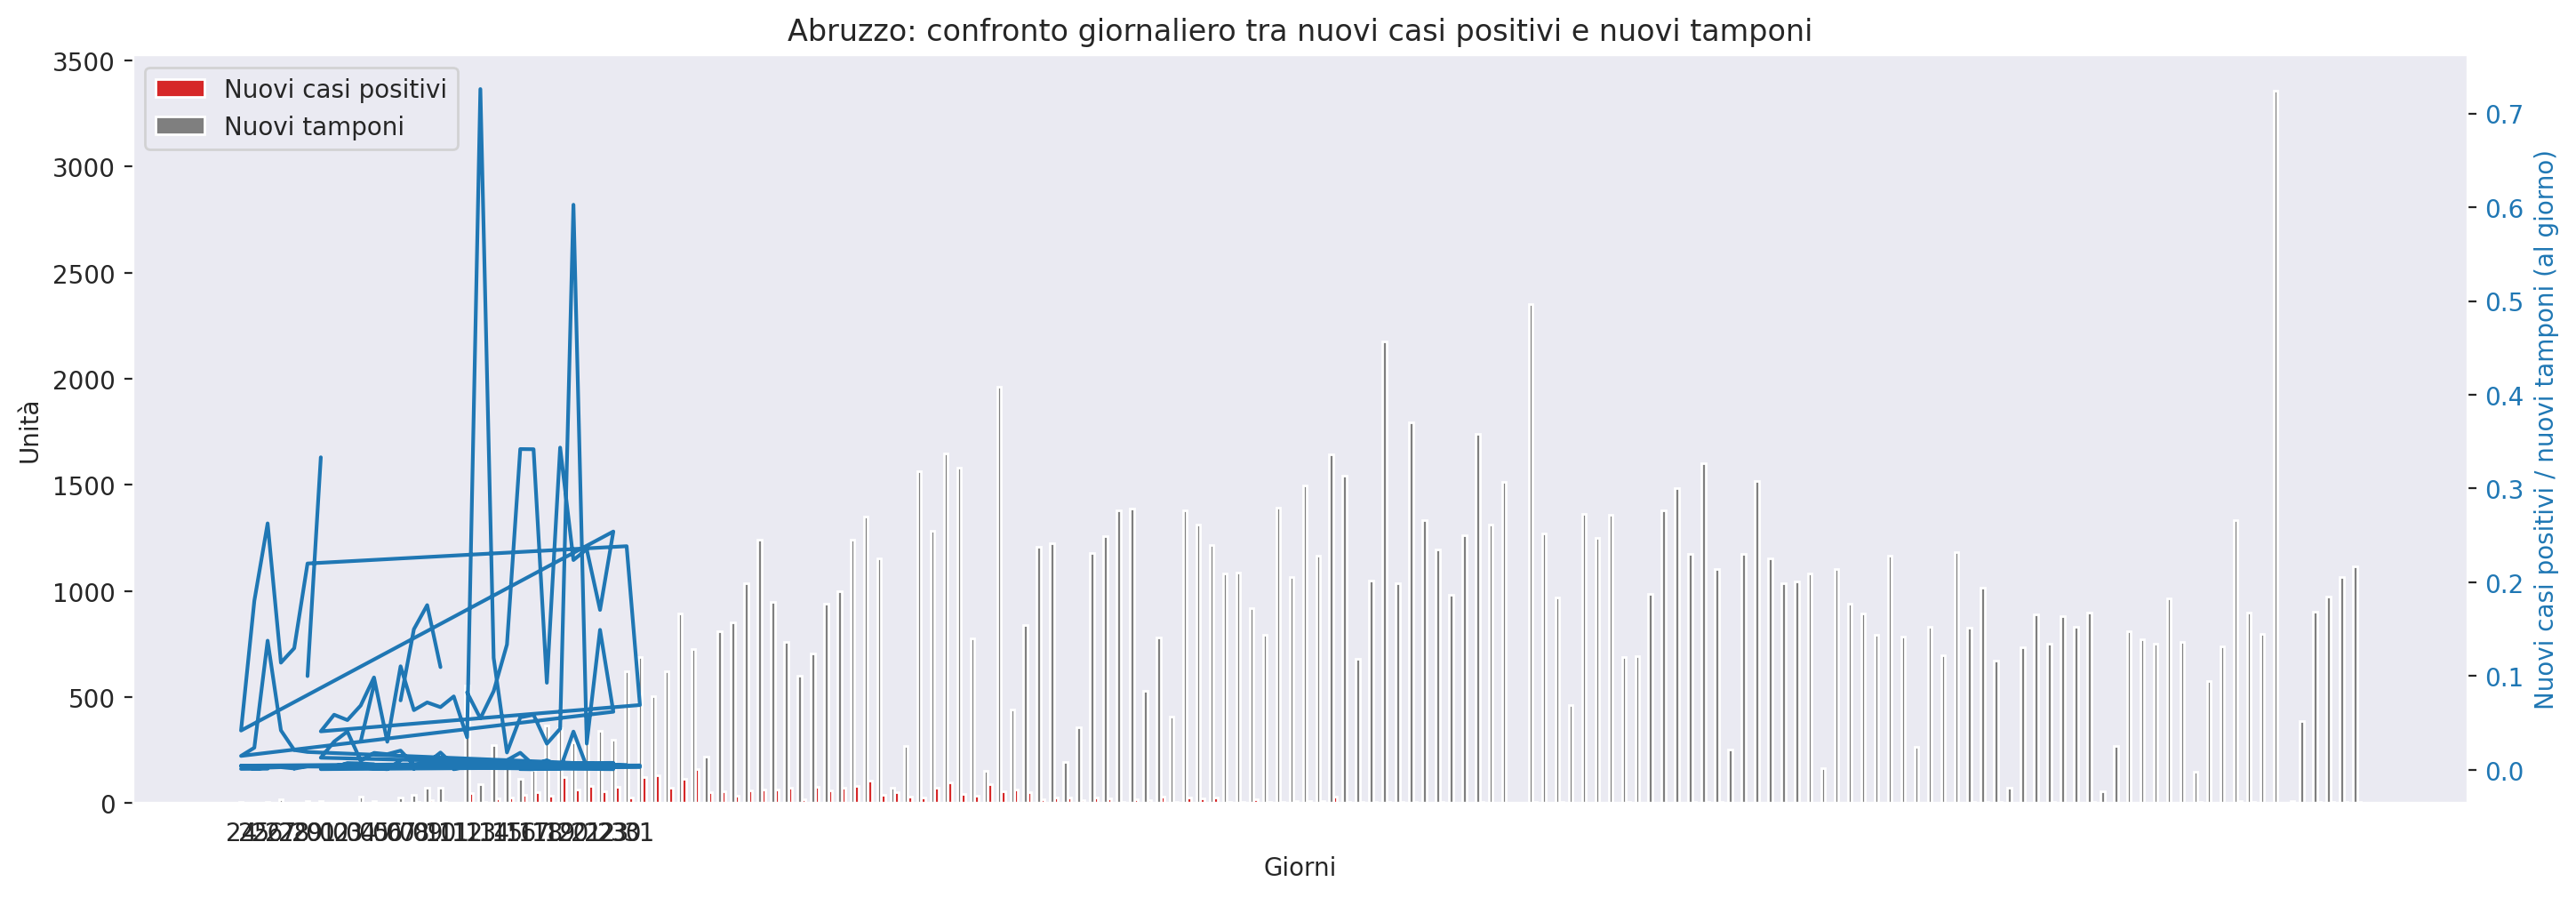 Abruzzo: confronto giornaliero tra nuovi casi positivi e nuovi tamponi
Nuovi casi positivi
Nuovi tamponi
Unità
3500
3000
2500
2000
1500
1000
500
0
0.7
0.6
0.5
0.4
0.3
0.2
0.1
0.0
Nuovi casi positivi / nuovi tamponi (al giorno)
Giorni